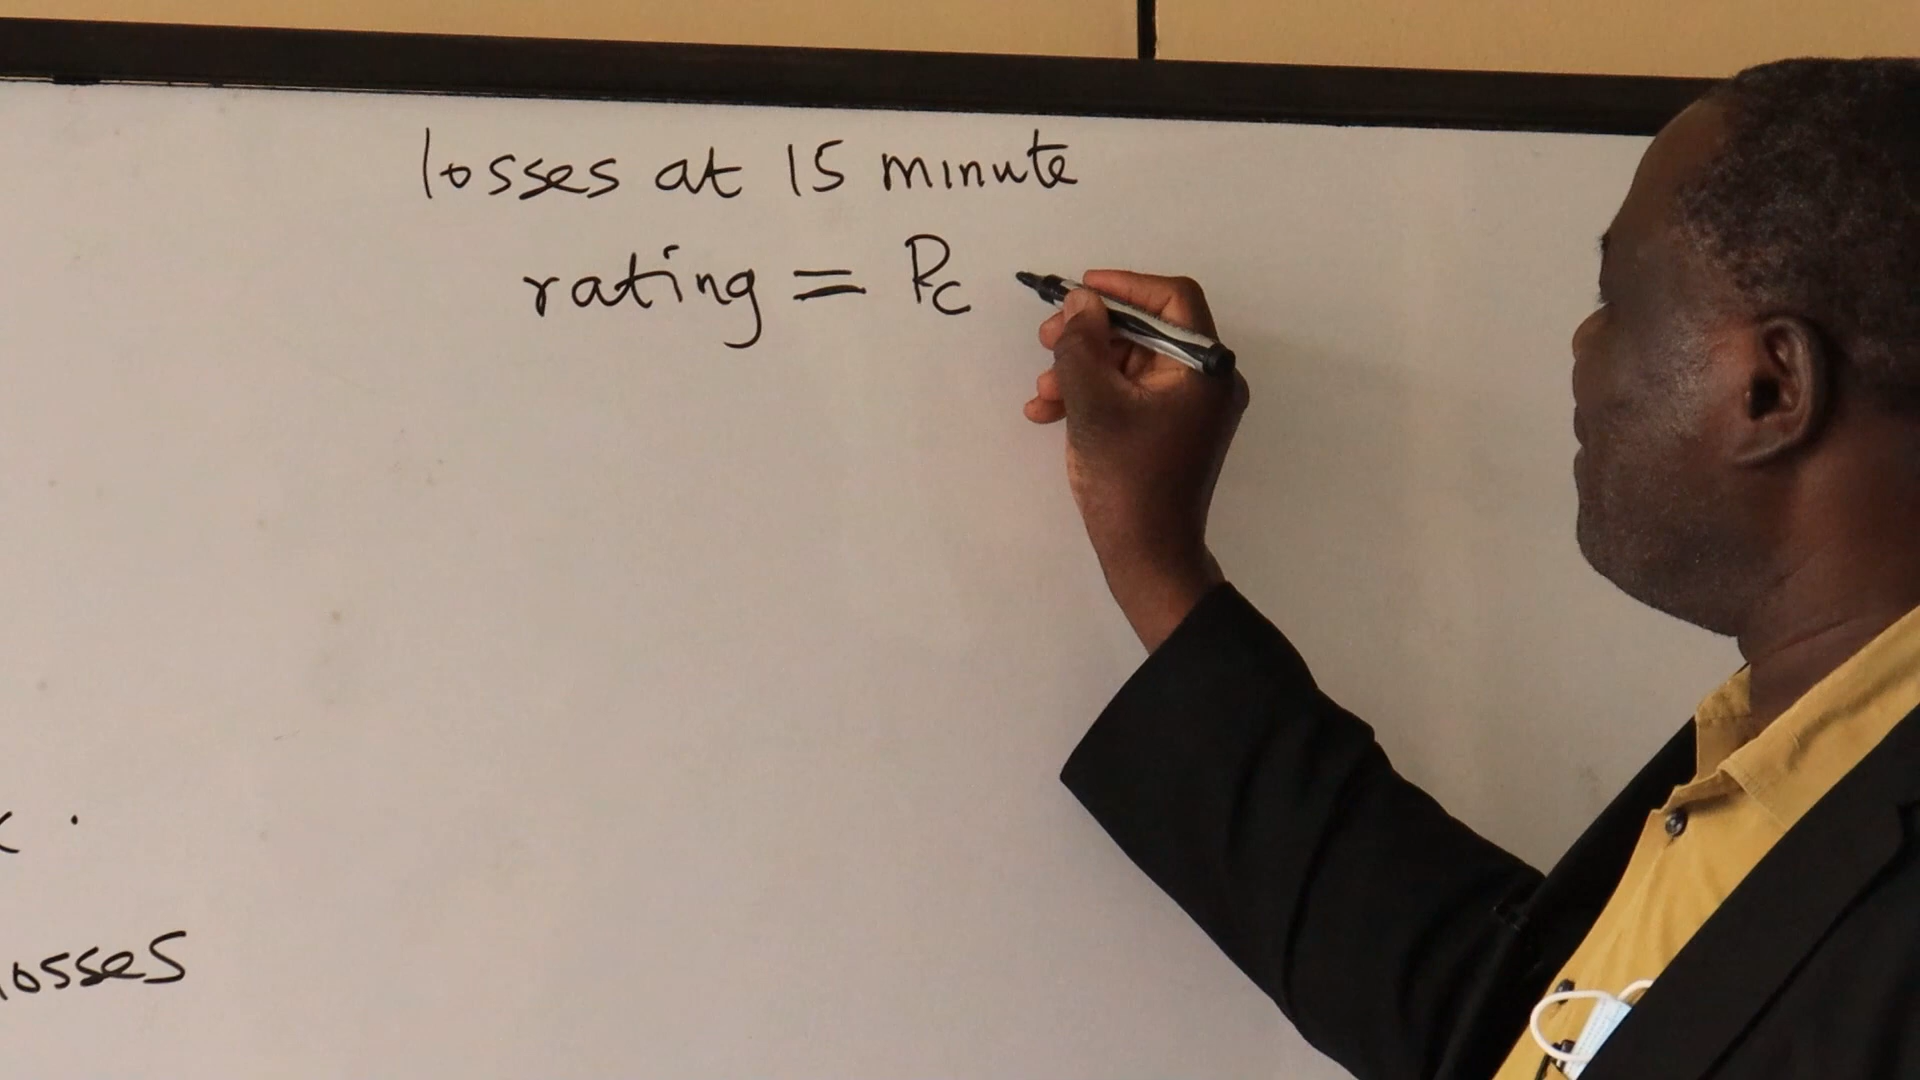 losses at 15 minute
rating = Pc
losses